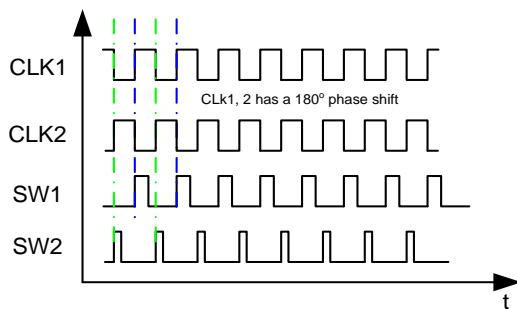 CLK1
CLk1, 2 has a 180° phase shift
CLK2
SW1
SW2
t